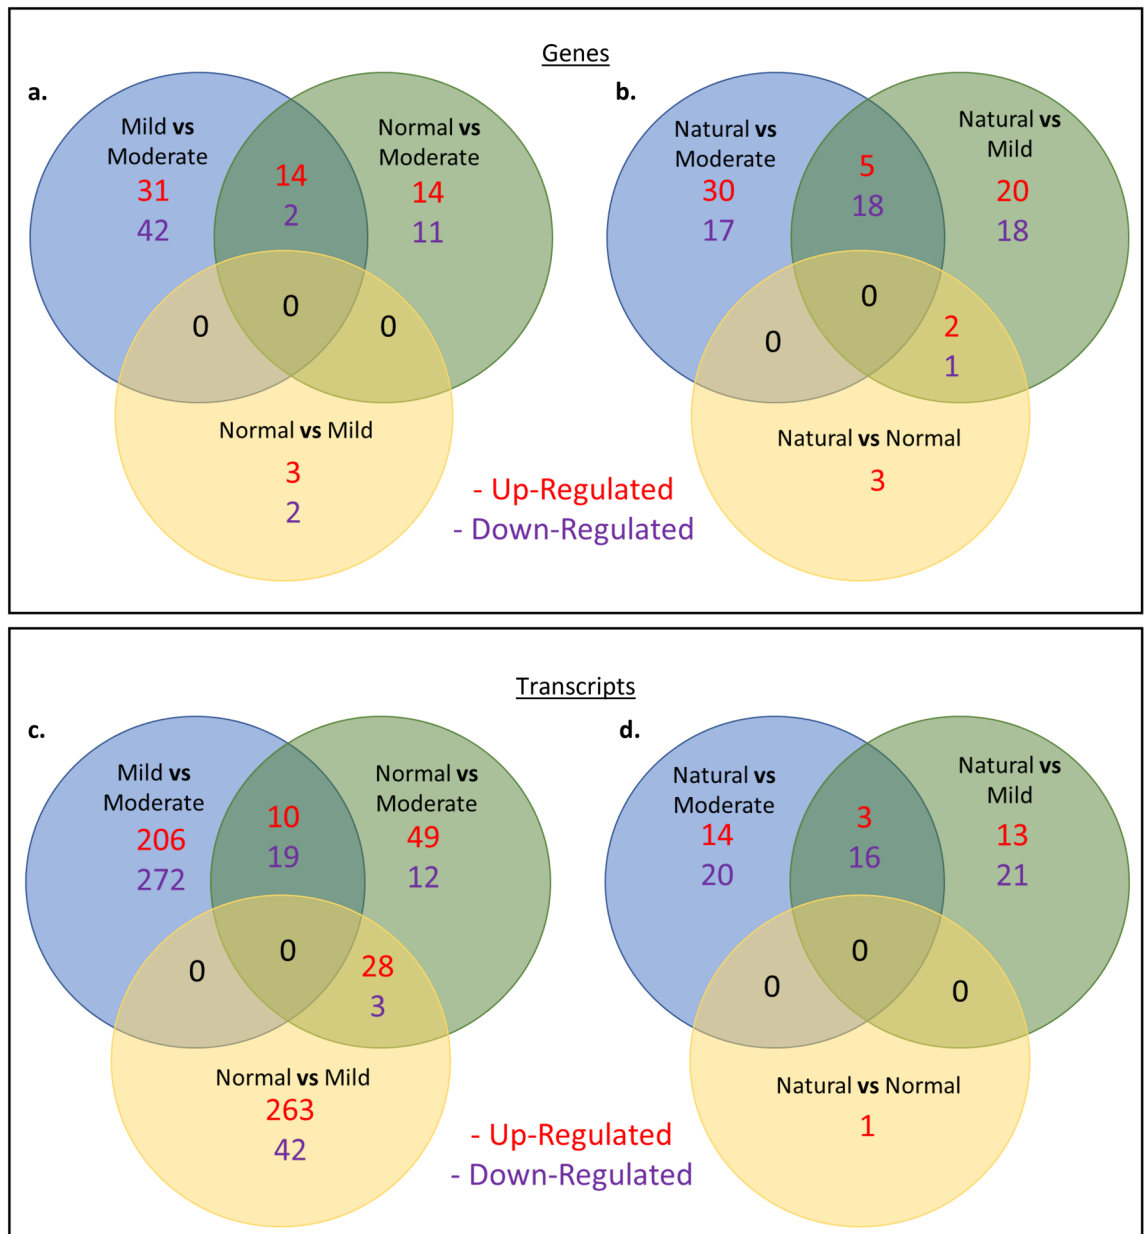 Genes
a.
Mild vs
Moderate
31
42
14
2
Normal vs
Moderate
14
11
0
0
0
Normal vs Mild
3
2
b.
Natural vs
Moderate
30
17
5
18
Natural vs
Mild
20
18
0
0
2
1
Natural vs Normal
3
- Up-Regulated
- Down-Regulated
Transcripts
c.
Mild vs
Moderate
206
272
10
19
Normal vs
Moderate
49
12
0
0
28
3
Normal vs Mild
263
42
d.
Natural vs
Moderate
14
20
3
16
Natural vs
Mild
13
21
0
0
0
Natural vs Normal
1
- Up-Regulated
- Down-Regulated